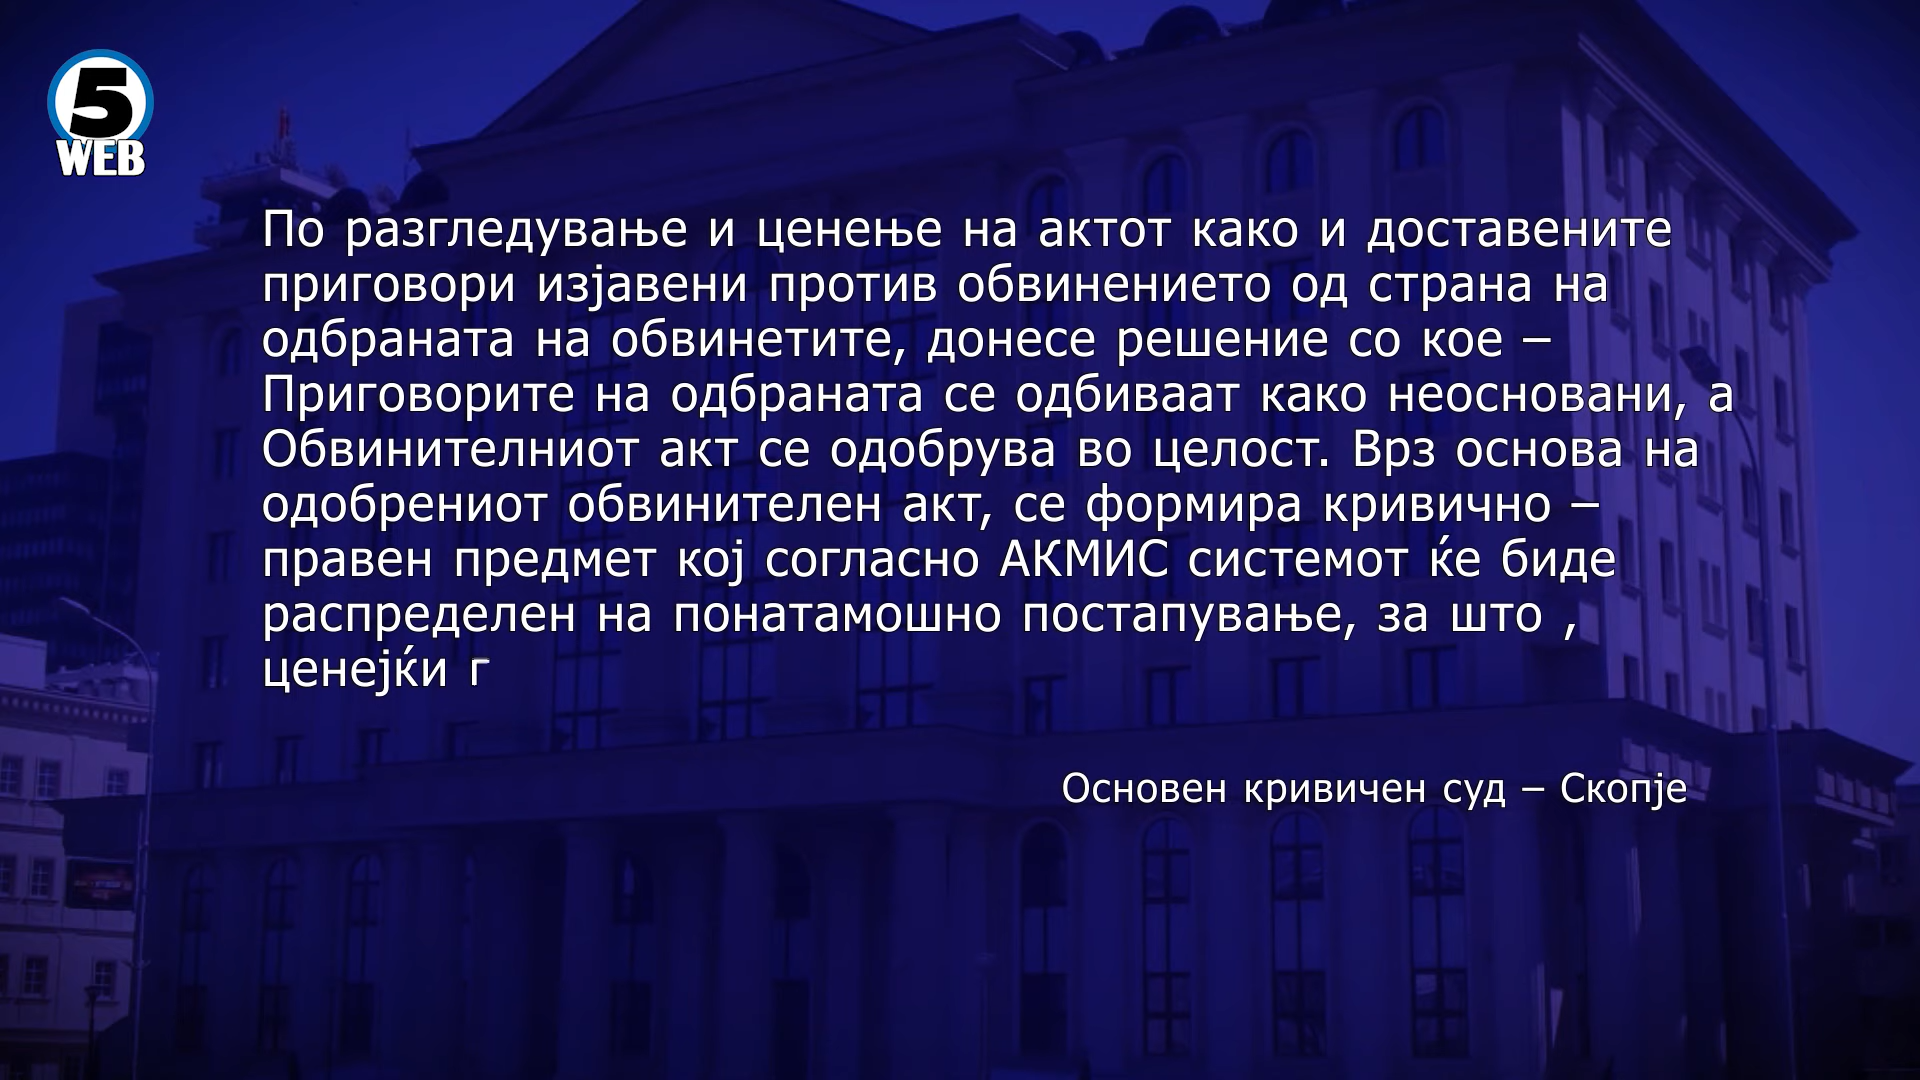 5
WEB
По разгледување и ценење на актот како и доставените
приговори изјавени против обвинението од страна на
одбраната на обвинетите, донесе решение со кое –
Приговорите на одбраната се одбиваат како неосновани, а
Обвинителниот акт се одобрува во целост. Врз основа на
одобрениот обвинителен акт, се формира кривично –
правен предмет кој согласно АКМИС системот ќе биде
распределен на понатамошно постапување, за што ,
ценејќи г
Основен кривичен суд – Скопје